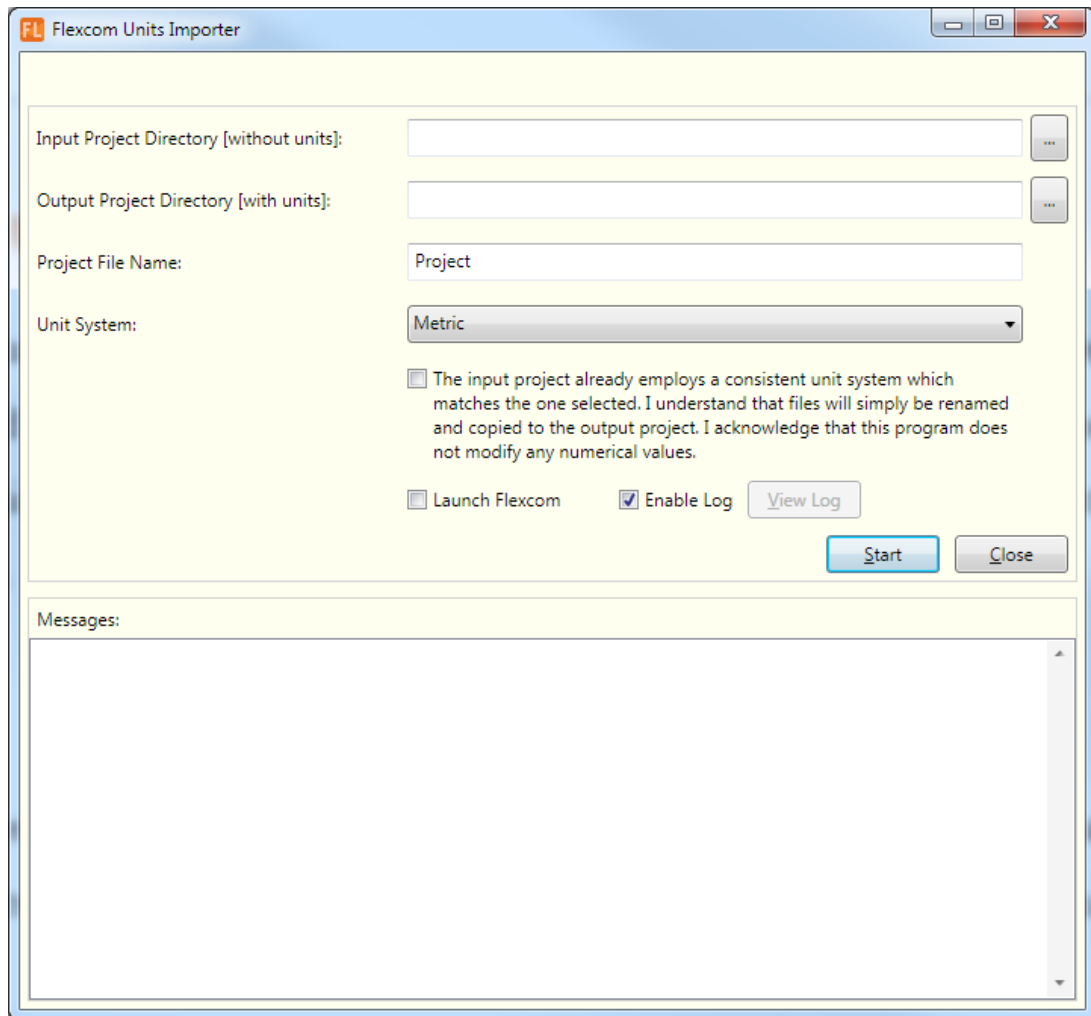 FL Flexcom Units Importer
Input Project Directory [without units]:
...
Output Project Directory [with units]:
...
Project File Name:
Project
Unit System:
Metric
The input project already employs a consistent unit system which
matches the one selected. I understand that files will simply be renamed
and copied to the output project. I acknowledge that this program does
not modify any numerical values.
Launch Flexcom
Enable Log
View Log
Start
Close
Messages: